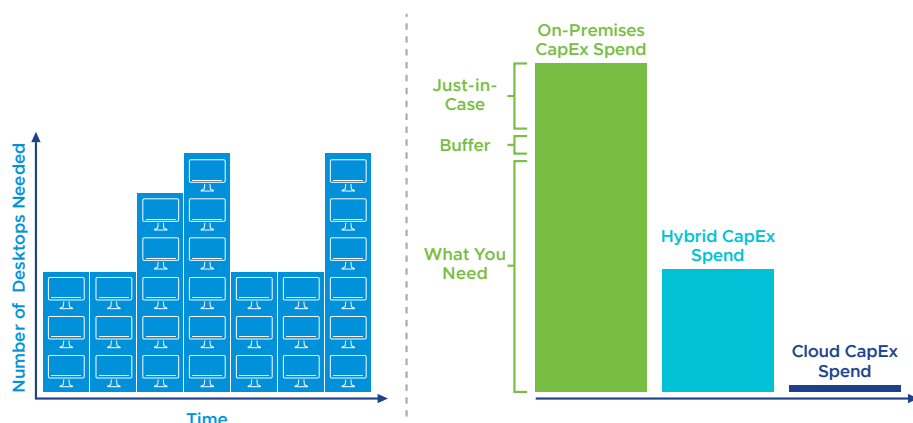 Number of Desktops Needed
Time
On-Premises
CapEx Spend
Just-in-
Case
Buffer
What You
Need
Hybrid CapEx
Spend
Cloud CapEx
Spend